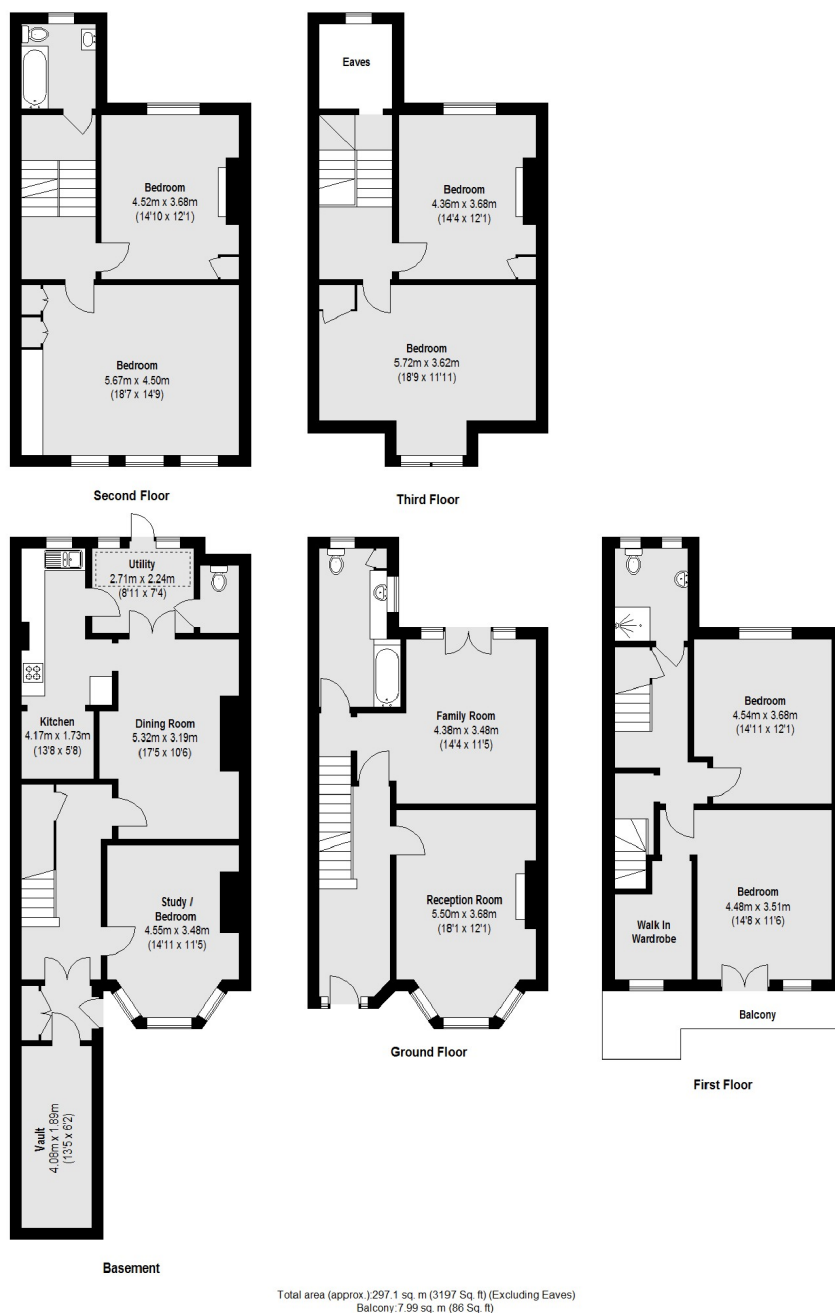 Eaves
Bedroom
4.52m x 3.68m
(14'10 x 12'1)
Bedroom
4.36m x 3.68m
(14'4 x 12'1)
Bedroom
5.67m x 4.50m
(18'7 x 14'9)
Bedroom
5.72m x 3.62m
(18'9 x 11'11)
Second Floor
Third Floor
Utility
2.71m x 2.24m
(8'11 x 7'4)
Kitchen
4.17m x 1.73m
(13'8 x 5'8)
Dining Room
5.32m x 3.19m
(17'5 x 10'6)
Study /
Bedroom
4.55m x 3.48m
(14'11 x 11'5)
Vault
4.08m x 1.89m
(13'5 x 6'2)
Basement
Family Room
4.38m x 3.48m
(14'4 x 11'5)
Reception Room
5.50m x 3.68m
(18'1 x 12'1)
Ground Floor
Bedroom
4.54m x 3.68m
(14'11 x 12'1)
Bedroom
4.48m x 3.51m
(14'8 x 11'6)
Walk In
Wardrobe
Balcony
First Floor
Total area (approx.):297.1 sq. m (3197 Sq. ft) (Excluding Eaves)
Balcony:7.99 sq. m (86 Sq. ft)